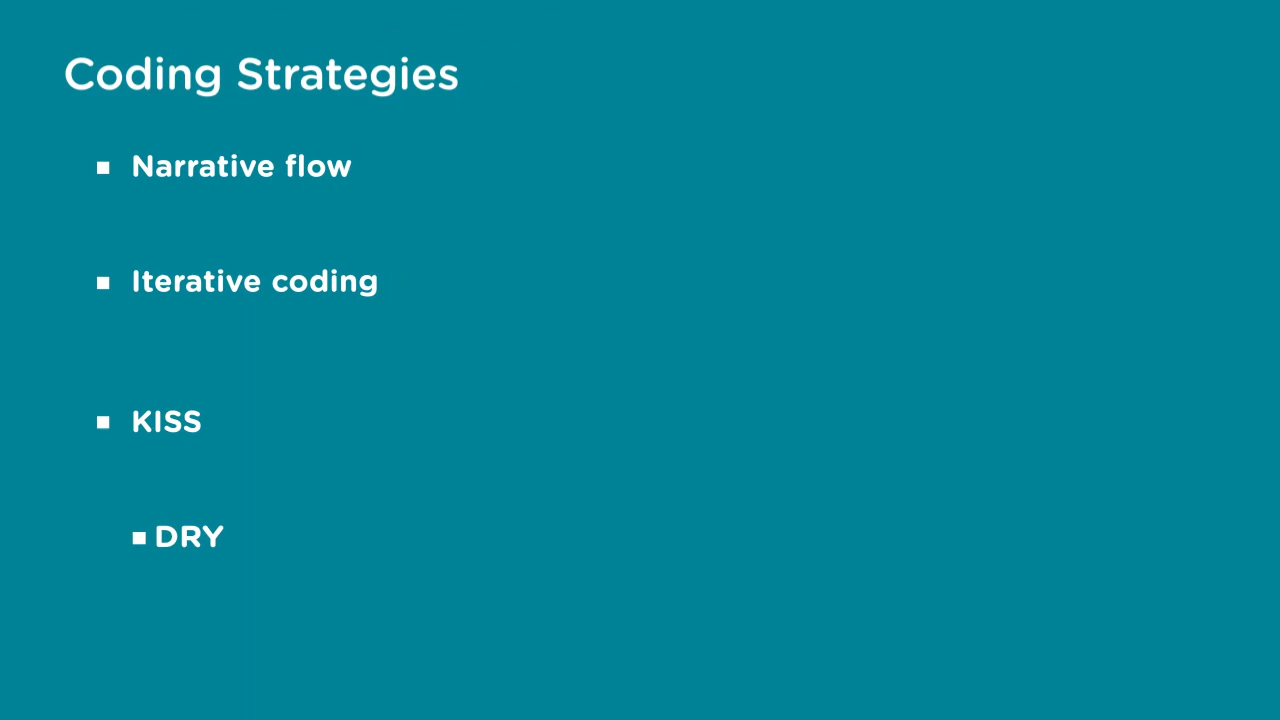 Coding Strategies
▪ Narrative flow
▪ Iterative coding
▪ KISS
▪ DRY